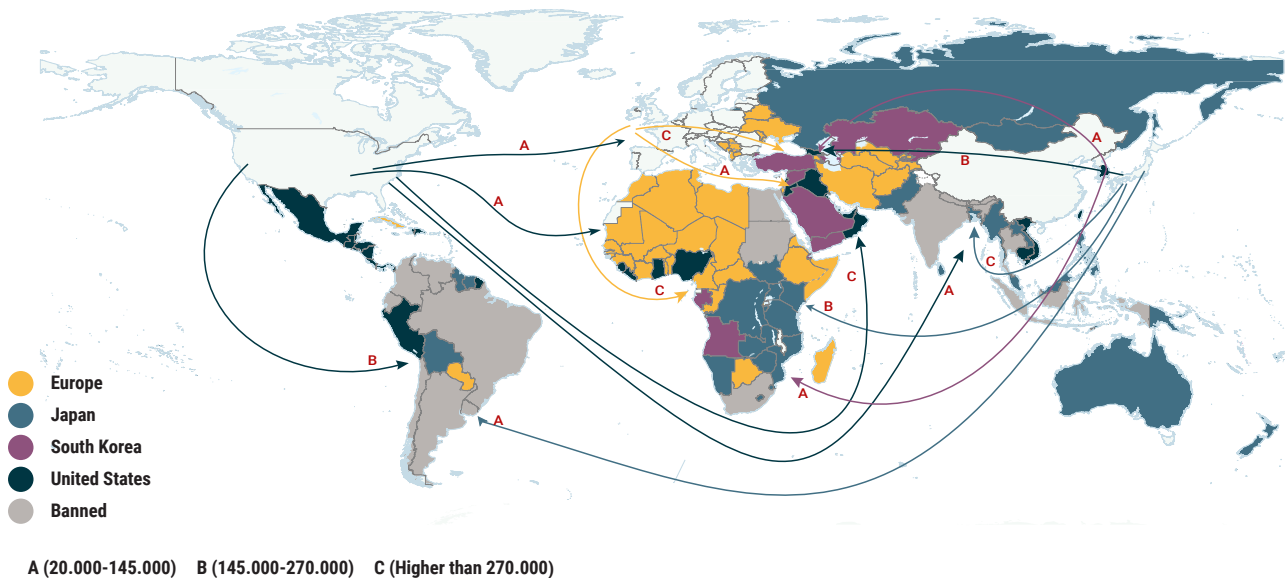 A
C
A
B
A
A
C
C
A
C
B
B
A
A
Europe
Japan
South Korea
United States
Banned
A (20.000-145.000) B (145.000-270.000) C (Higher than 270.000)